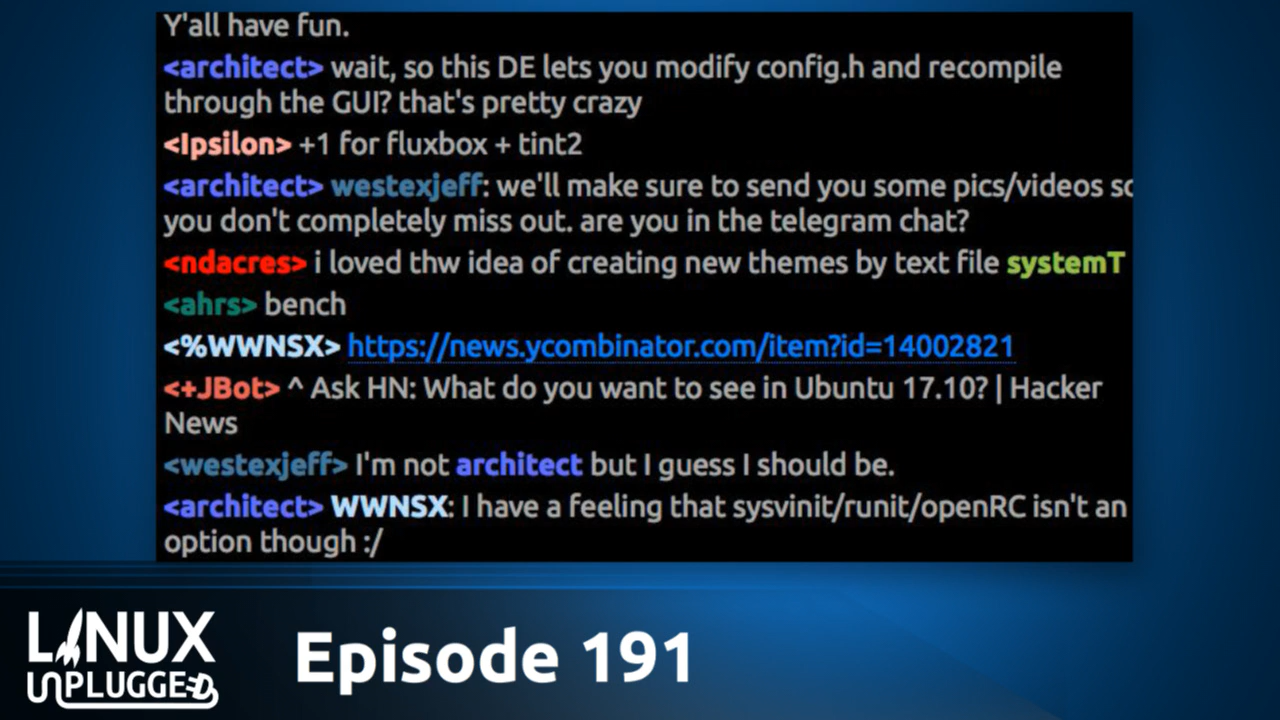 Y'all have fun.
<architect> wait, so this DE lets you modify config.h and recompile
through the GUI? that's pretty crazy
<Ipsilon> +1 for fluxbox + tint2
<architect> westexjeff: we'll make sure to send you some pics/videos so
you don't completely miss out. are you in the telegram chat?
<ndacres> i loved thw idea of creating new themes by text file systemT
<ahrs> bench
<%WWNSX> https://news.ycombinator.com/item?id=14002821
<+JBot> ^ Ask HN: What do you want to see in Ubuntu 17.10? | Hacker
News
<westexjeff> I'm not architect but I guess I should be.
<architect> WWNSX: I have a feeling that sysvinit/runit/openRC isn't an
option though :/
LINUX
UNPLUGGED
Episode 191